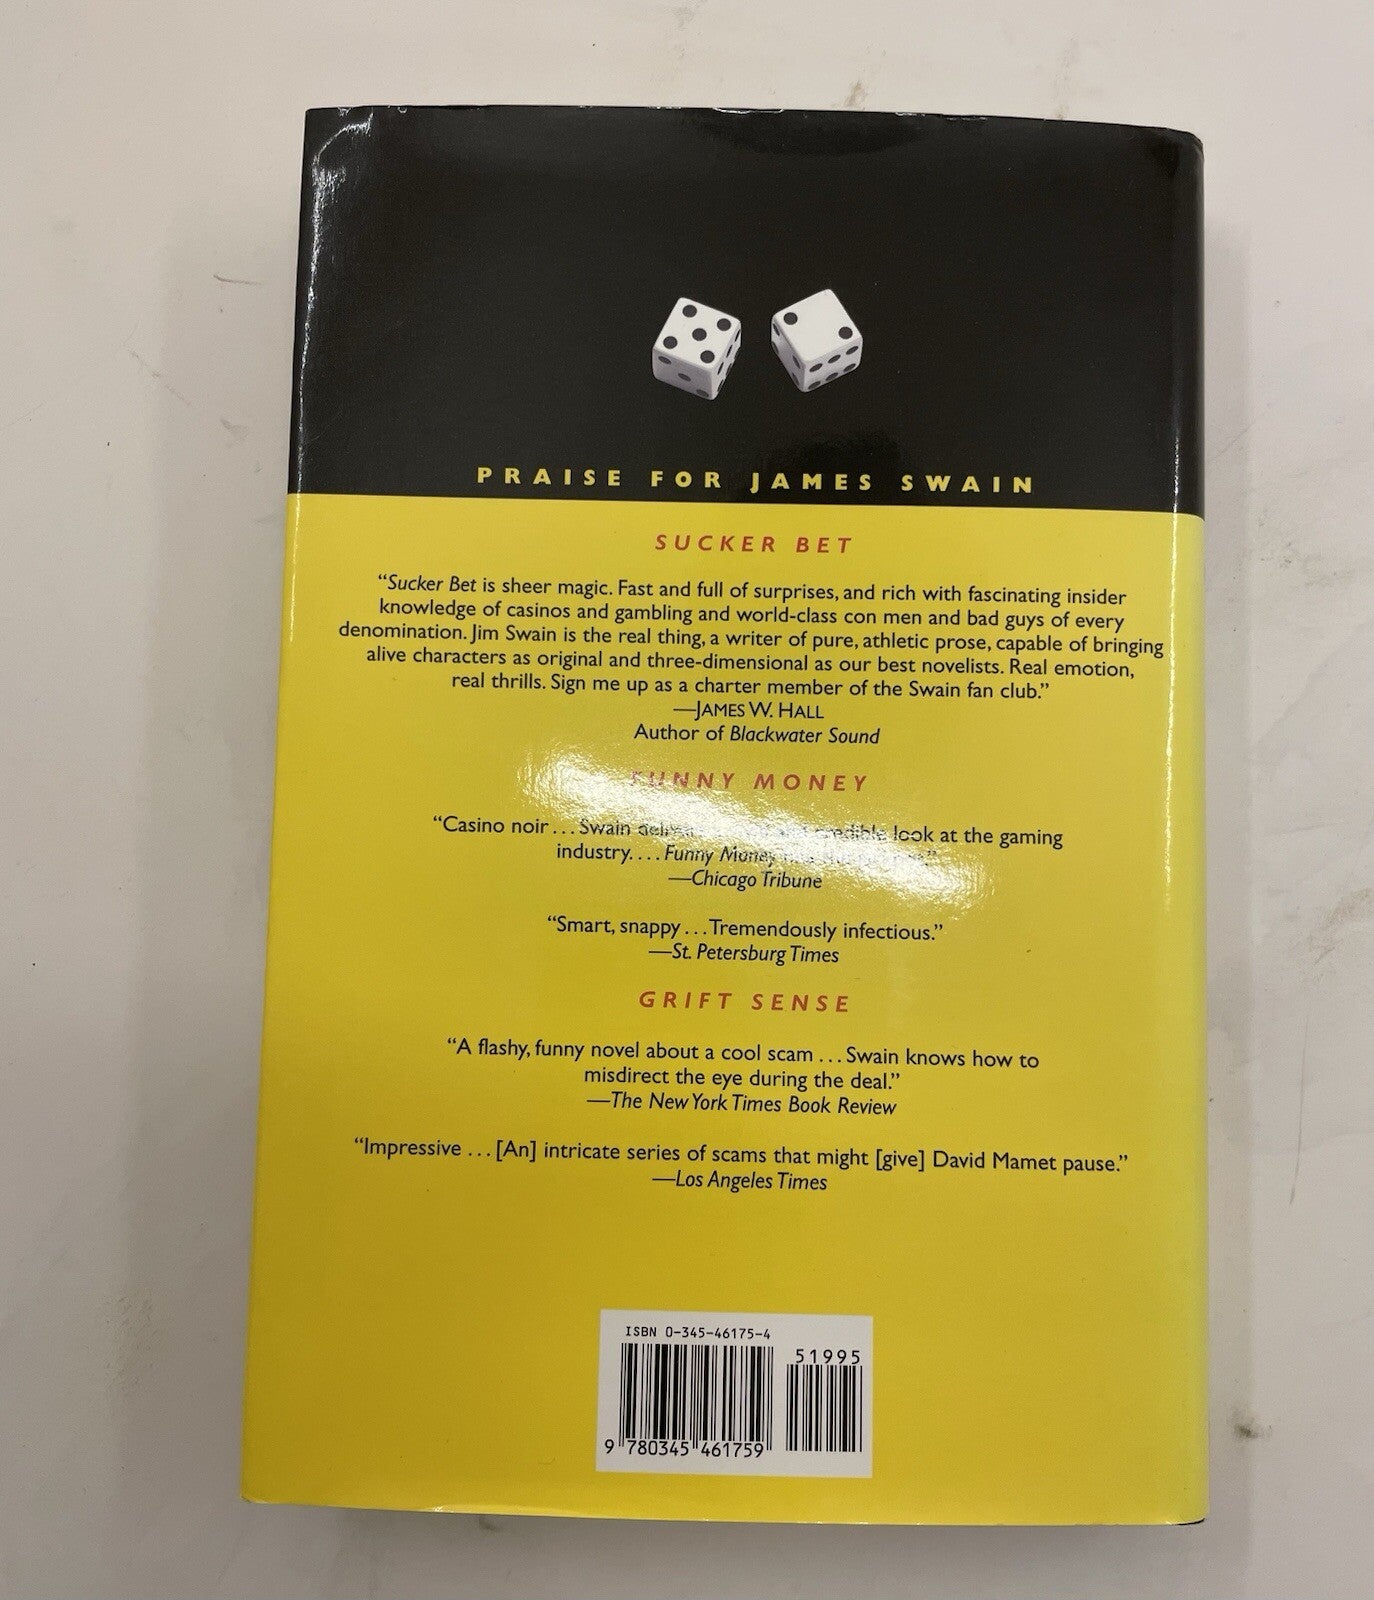 PRAISE FOR JAMES SWAIN
SUCKER BET
“Sucker Bet is sheer magic. Fast and full of surprises, and rich with fascinating insider
knowledge of casinos and gambling and world-class con men and bad guys of every
denomination. Jim Swain is the real thing, a writer of pure, athletic prose, capable of bringing
alive characters as original and three-dimensional as our best novelists. Real emotion,
real thrills. Sign me up as a charter member of the Swain fan club.”
—JAMES W. HALL
Author of Blackwater Sound
FUNNY MONEY
“Casino noir . . . Swain credible look at the gaming
industry. . . . Funny Money
—Chicago Tribune
“Smart, snappy . . . Tremendously infectious.”
—St. Petersburg Times
GRIFT SENSE
“A flashy, funny novel about a cool scam . . . Swain knows how to
misdirect the eye during the deal.”
—The New York Times Book Review
“Impressive . . . [An] intricate series of scams that might [give] David Mamet pause.”
—Los Angeles Times
ISBN 0-345-46175-4
51995
9 780345 461759